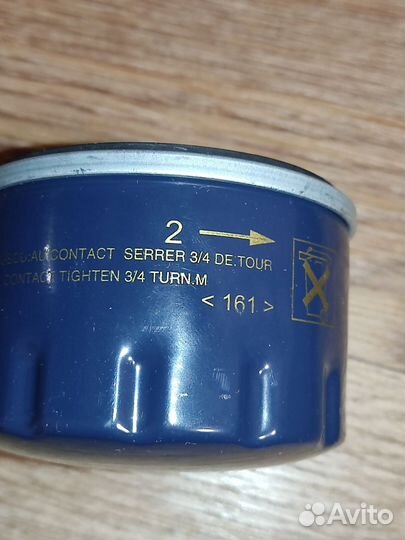 2
AU CONTACT SERRER 3/4 DE.TOUR
CONTACT TIGHTEN 3/4 TURN.M
< 161 >
Avito